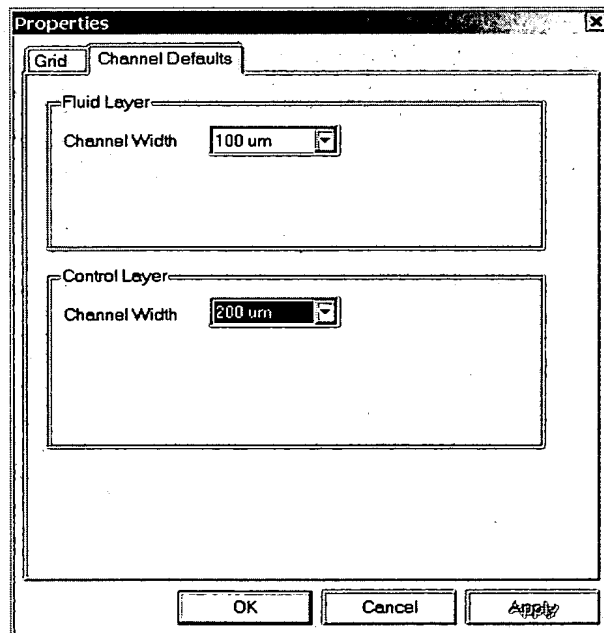 Properties
Grid
Channel Defaults
Fluid Layer
Channel Width 100 um
Control Layer
Channel Width 200 um
OK Cancel Apply